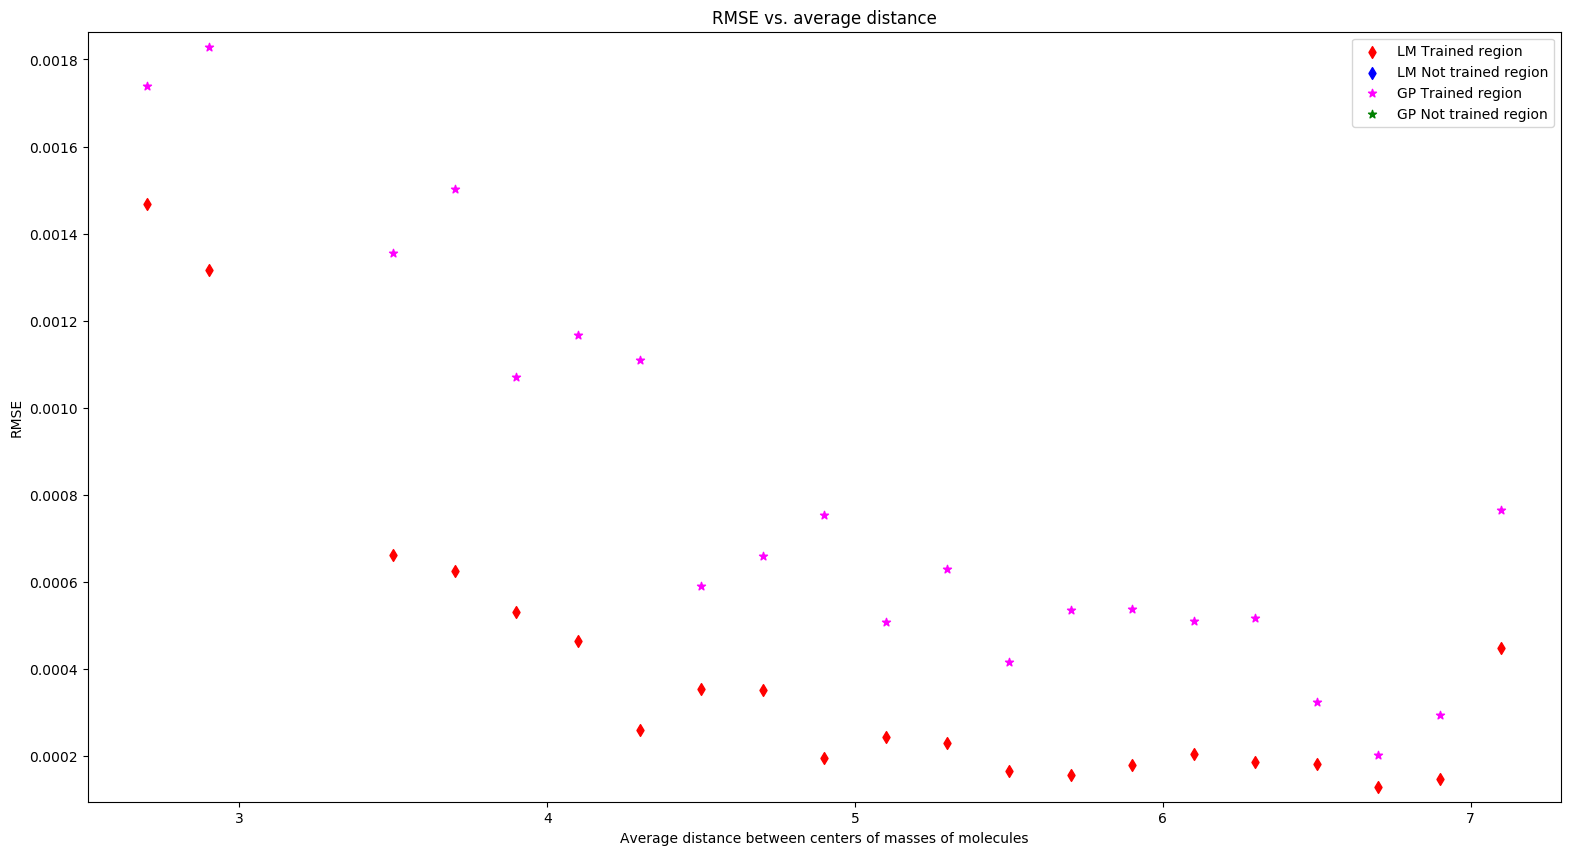 RMSE vs. average distance
LM Trained region
LM Not trained region
GP Trained region
GP Not trained region
0.0018
0.0016
0.0014
0.0012
0.0010
0.0008
0.0006
0.0004
0.0002
RMSE
3 4 5 6 7
Average distance between centers of masses of molecules